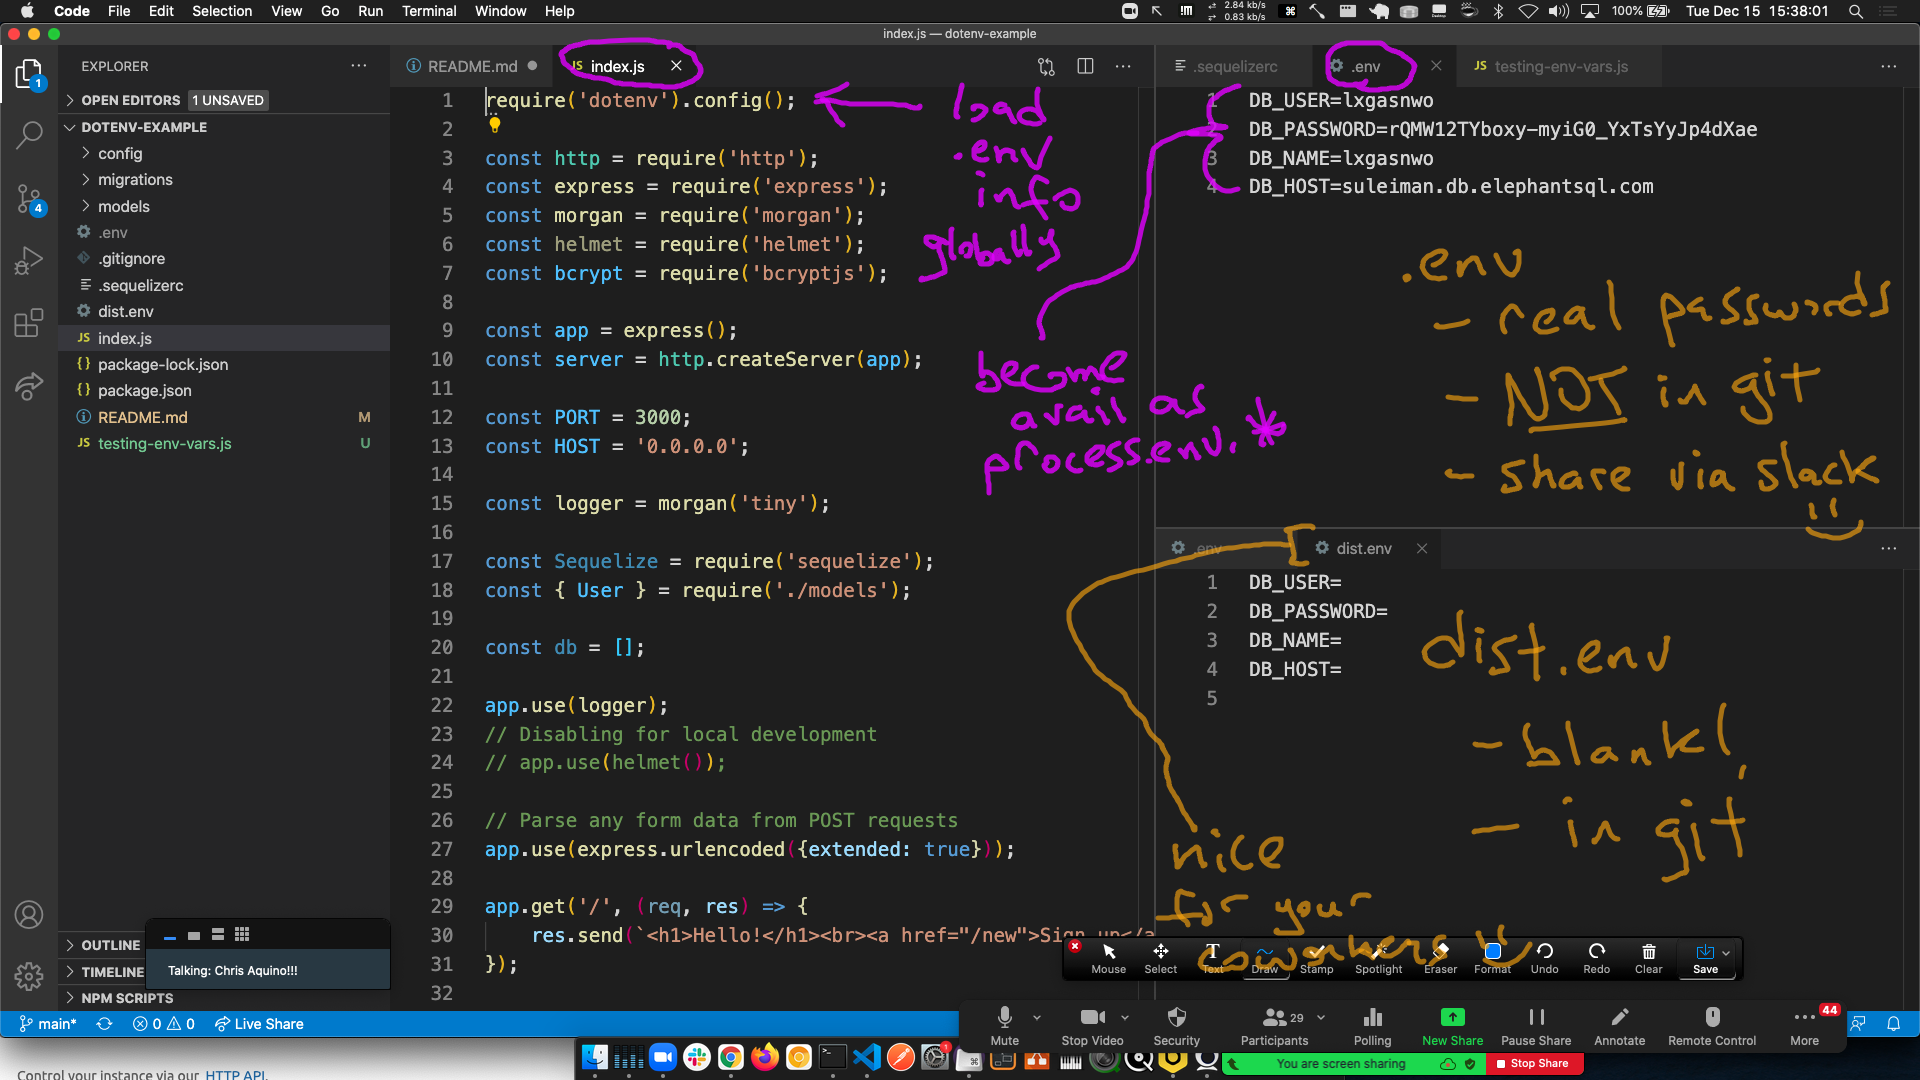 Code File Edit Selection View Go Run Terminal Window Help
2.84 kb/s
0.83 kb/s
100% Tue Dec 15 15:38:01
index.js — dotenv-example
EXPLORER
OPEN EDITORS 1 UNSAVED
DOTENV-EXAMPLE
config
migrations
models
.env
.gitignore
.sequelizerc
dist.env
JS index.js
{} package-lock.json
{} package.json
README.md M
JS testing-env-vars.js U
OUTLINE
TIMELINE
NPM SCRIPTS
1
4
Talking: Chris Aquino!!!
README.md
JS index.js
1 require('dotenv').config();
2
3 const http = require('http');
4 const express = require('express');
5 const morgan = require('morgan');
6 const helmet = require('helmet');
7 const bcrypt = require('bcryptjs');
8
9 const app = express();
10 const server = http.createServer(app);
11
12 const PORT = 3000;
13 const HOST = '0.0.0.0';
14
15 const logger = morgan('tiny');
16
17 const Sequelize = require('sequelize');
18 const { User } = require('./models');
19
20 const db = [];
21
22 app.use(logger);
23 // Disabling for local development
24 // app.use(helmet());
25
26 // Parse any form data from POST requests
27 app.use(express.urlencoded({extended: true}));
28
29 app.get('/', (req, res) => {
30 res.send(`<h1>Hello!</h1><br><a href="/new">Sign up</a
31 });
32
load
.env
info
globally
become
avail as
process.env.*
.sequelizerc .env JS testing-env-vars.js
1 DB_USER=lxgasnwo
2 DB_PASSWORD=rQMW12TYboxy-myiG0_YxTsYyJp4dXae
3 DB_NAME=lxgasnwo
4 DB_HOST=suleiman.db.elephantsql.com
.env
- real passwords
- NOT in git
- share via slack
.env dist.env
1 DB_USER=
2 DB_PASSWORD=
3 DB_NAME=
4 DB_HOST=
5
dist.env
- blank!
- in git
nice
for your
coworkers
Mouse Select Text Draw Stamp Spotlight Eraser Format Undo Redo Clear Save
main* 0 0 Live Share
29
44
Mute Stop Video Security Participants Polling New Share Pause Share Annotate Remote Control More
You are screen sharing Stop Share
1
Control your instance via our HTTP API.